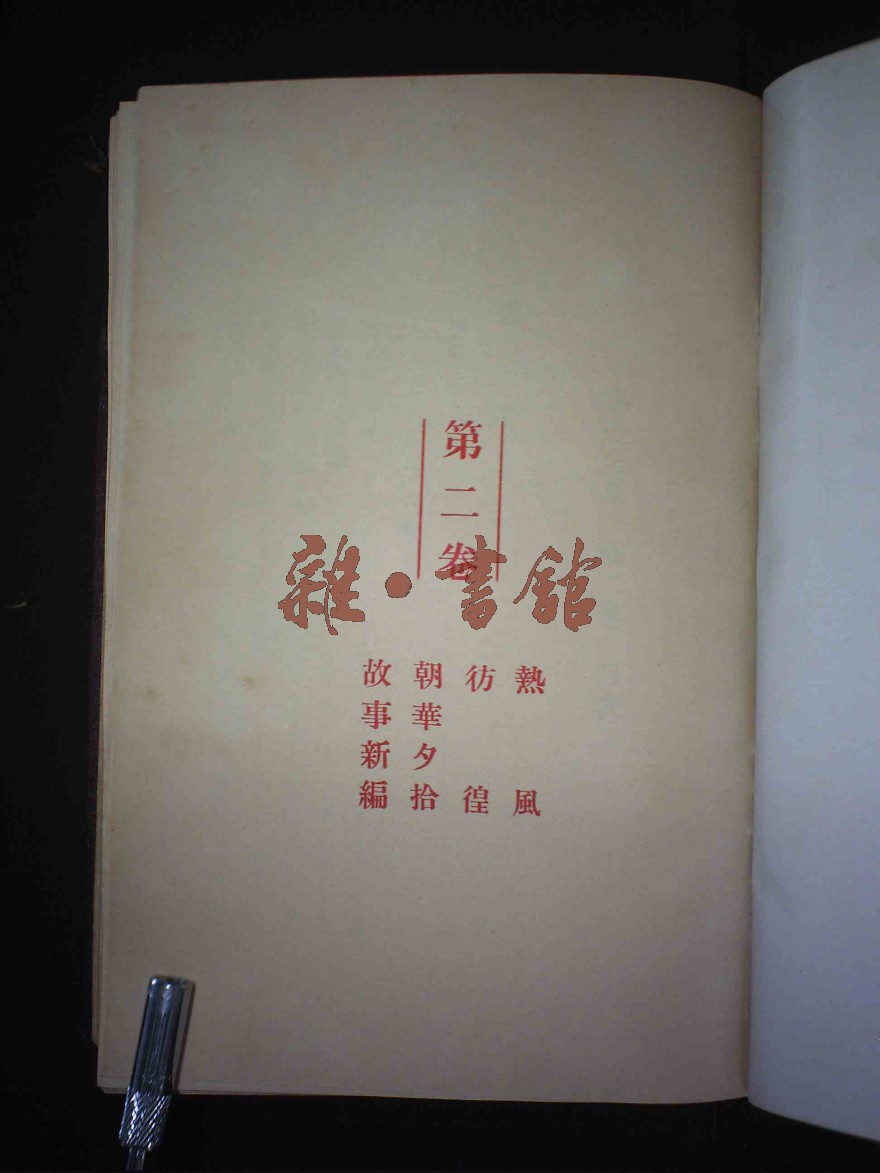 第二卷
雜・書館
熱風
彷徨
朝華夕拾
故事新編